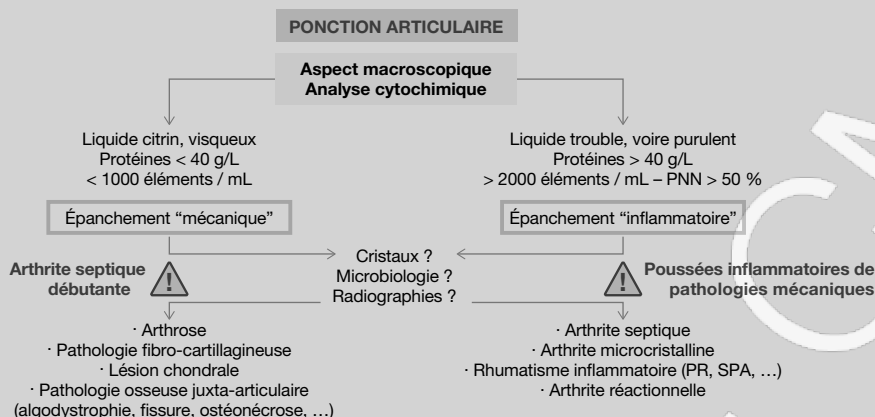 PONCTION ARTICULAIRE
Aspect macroscopique
Analyse cytochimique
Liquide citrin, visqueux
Protéines < 40 g/L
< 1000 éléments / mL
Épanchement “mécanique”
Liquide trouble, voire purulent
Protéines > 40 g/L
> 2000 éléments / mL – PNN > 50 %
Épanchement “inflammatoire”
Cristaux ?
Microbiologie ?
Radiographies ?
Arthrite septique
débutante
!
!
Poussées inflammatoires de
pathologies mécaniques
· Arthrose
· Pathologie fibro-cartillagineuse
· Lésion chondrale
· Pathologie osseuse juxta-articulaire
(algodystrophie, fissure, ostéonécrose, …)
· Arthrite septique
· Arthrite microcristalline
· Rhumatisme inflammatoire (PR, SPA, …)
· Arthrite réactionnelle